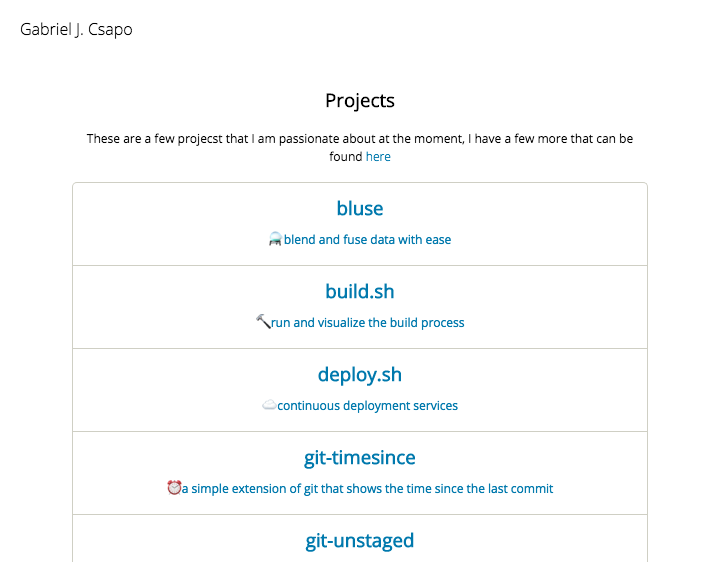 Gabriel J. Csapo
Projects
These are a few projecst that I am passionate about at the moment, I have a few more that can be
found here
bluse
blend and fuse data with ease
build.sh
🔨run and visualize the build process
deploy.sh
☁️continuous deployment services
git-timesince
⏰a simple extension of git that shows the time since the last commit
git-unstaged